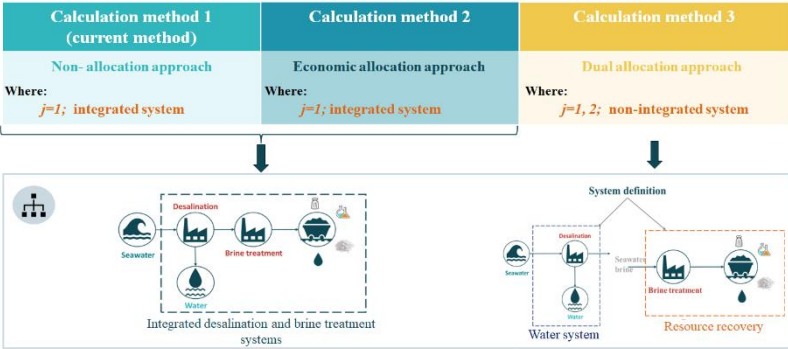 Calculation method 1
(current method)
Calculation method 2
Calculation method 3
Non- allocation approach
Economic allocation approach
Dual allocation approach
Where:
j=1; integrated system
Where:
j=1; integrated system
Where:
j=1, 2; non-integrated system
Desalination
Seawater
Brine treatment
Water
Integrated desalination and brine treatment
systems
System definition
Desalination
Seawater
Seawater
brine
Brine treatment
Water
Water system
Resource recovery